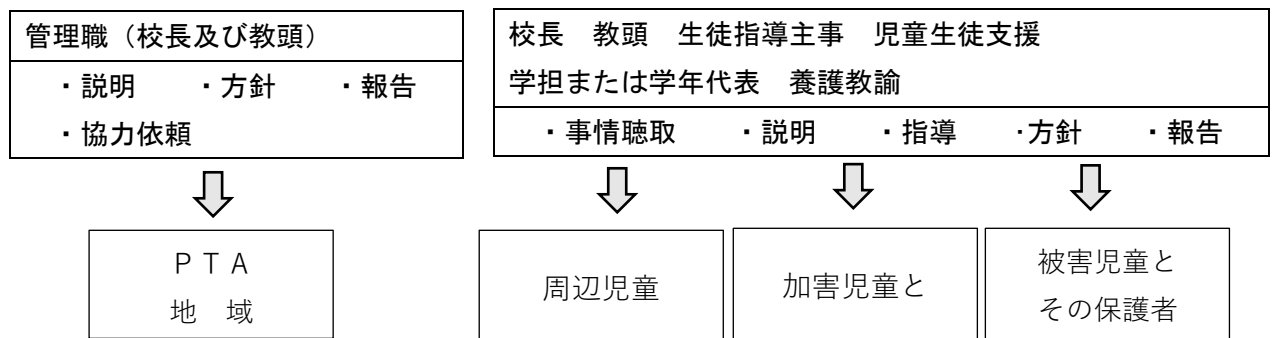 管理職（校長及び教頭）
・説明　・方針　・報告
・協力依頼
校長　教頭　生徒指導主事　児童生徒支援
学担または学年代表　養護教諭
・事情聴取　・説明　・指導　・方針　・報告
ＰＴＡ
地　域
周辺児童
加害児童と
被害児童と
その保護者